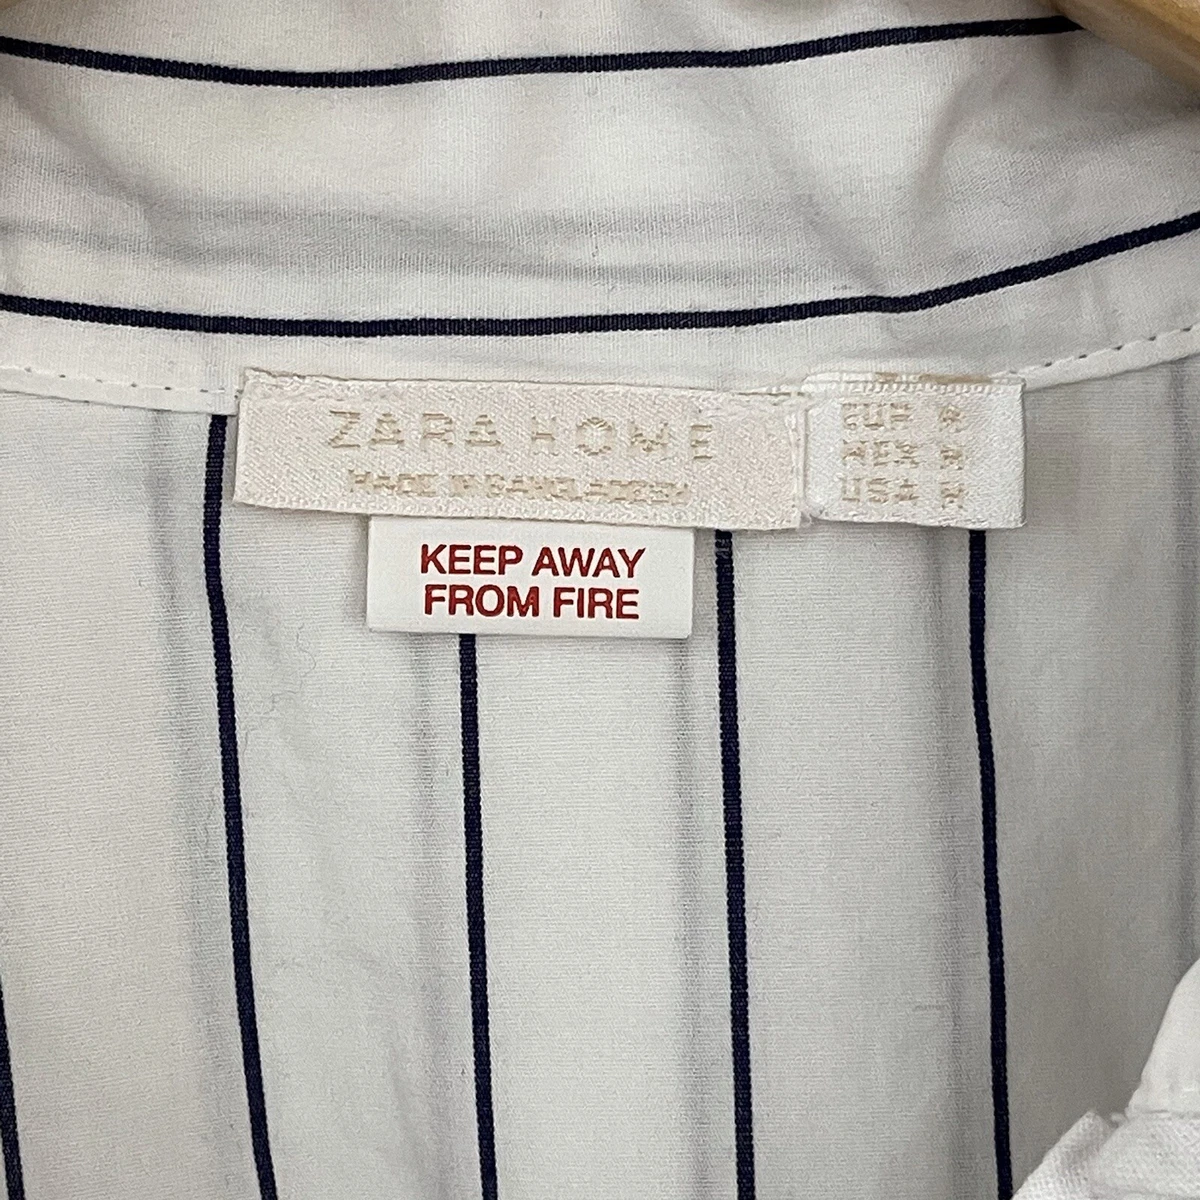 ZARA HOME
MADE IN BANGLADESH
EUR M
MEX M
USA M
KEEP AWAY
FROM FIRE